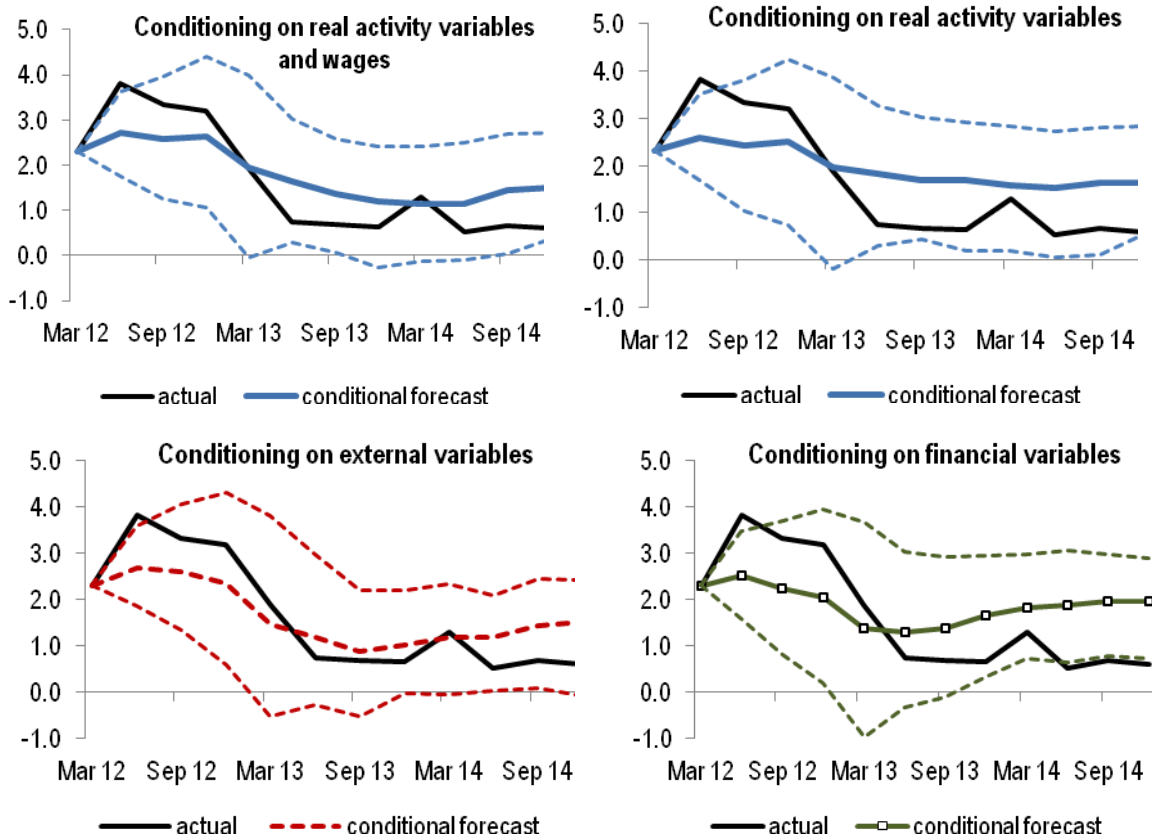 Conditioning on real activity variables
and wages
5.0
4.0
3.0
2.0
1.0
0.0
-1.0
Mar 12 Sep 12 Mar 13 Sep 13 Mar 14 Sep 14
actual conditional forecast
Conditioning on real activity variables
5.0
4.0
3.0
2.0
1.0
0.0
-1.0
Mar 12 Sep 12 Mar 13 Sep 13 Mar 14 Sep 14
actual conditional forecast
Conditioning on external variables
5.0
4.0
3.0
2.0
1.0
0.0
-1.0
Mar 12 Sep 12 Mar 13 Sep 13 Mar 14 Sep 14
actual conditional forecast
Conditioning on financial variables
5.0
4.0
3.0
2.0
1.0
0.0
-1.0
Mar 12 Sep 12 Mar 13 Sep 13 Mar 14 Sep 14
actual conditional forecast